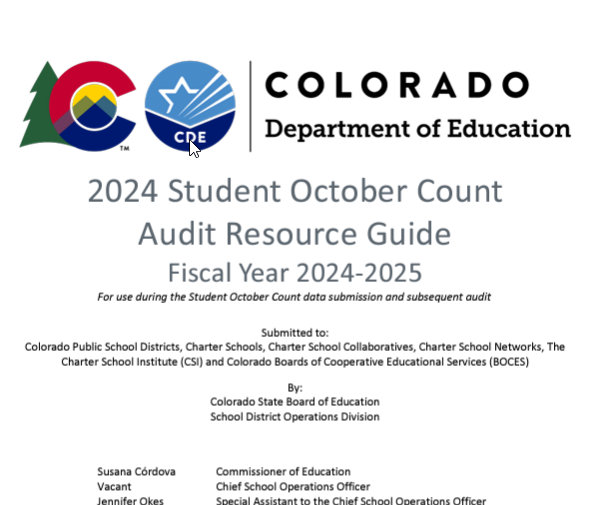 COLORADO
Department of Education
CDE
TM
2024 Student October Count
Audit Resource Guide
Fiscal Year 2024-2025
For use during the Student October Count data submission and subsequent audit
Submitted to:
Colorado Public School Districts, Charter Schools, Charter School Collaboratives, Charter School Networks, The
Charter School Institute (CSI) and Colorado Boards of Cooperative Educational Services (BOCES)
By:
Colorado State Board of Education
School District Operations Division
Susana Córdova Commissioner of Education
Vacant Chief School Operations Officer
Jennifer Okes Special Assistant to the Chief School Operations Officer